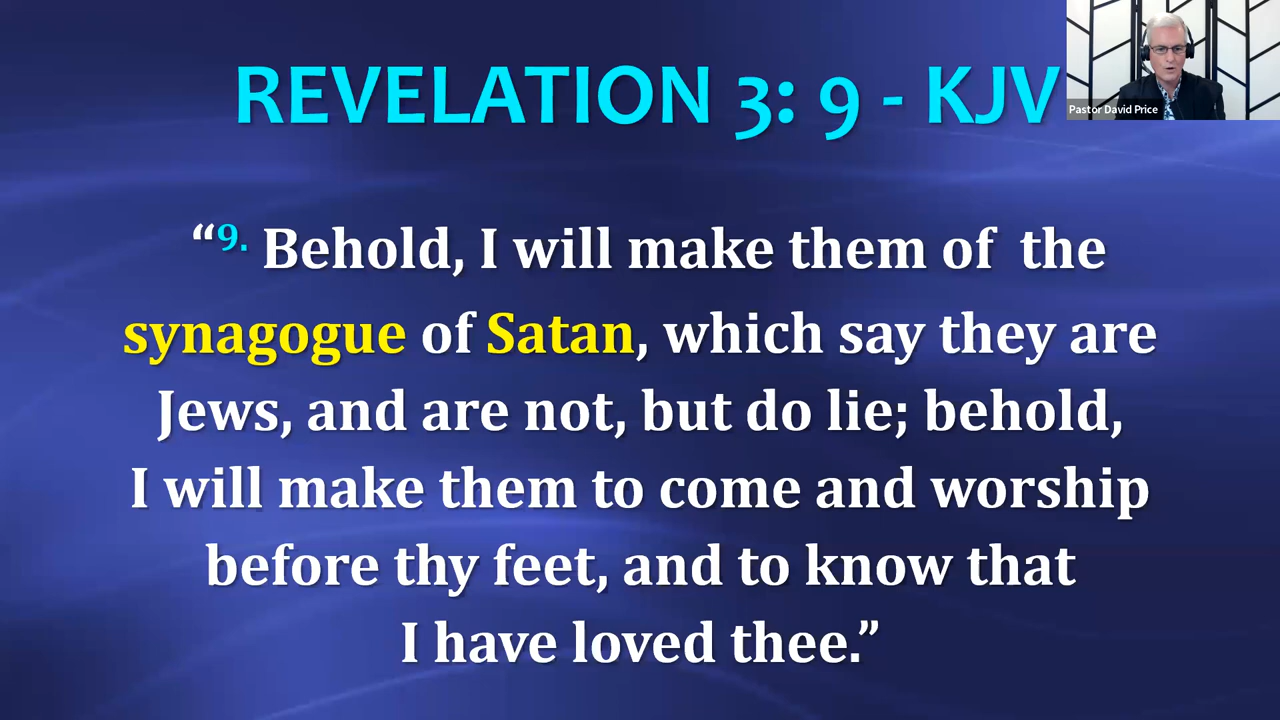 REVELATION 3: 9 - KJV
Pastor David Price
“9. Behold, I will make them of the
synagogue of Satan, which say they are
Jews, and are not, but do lie; behold,
I will make them to come and worship
before thy feet, and to know that
I have loved thee.”